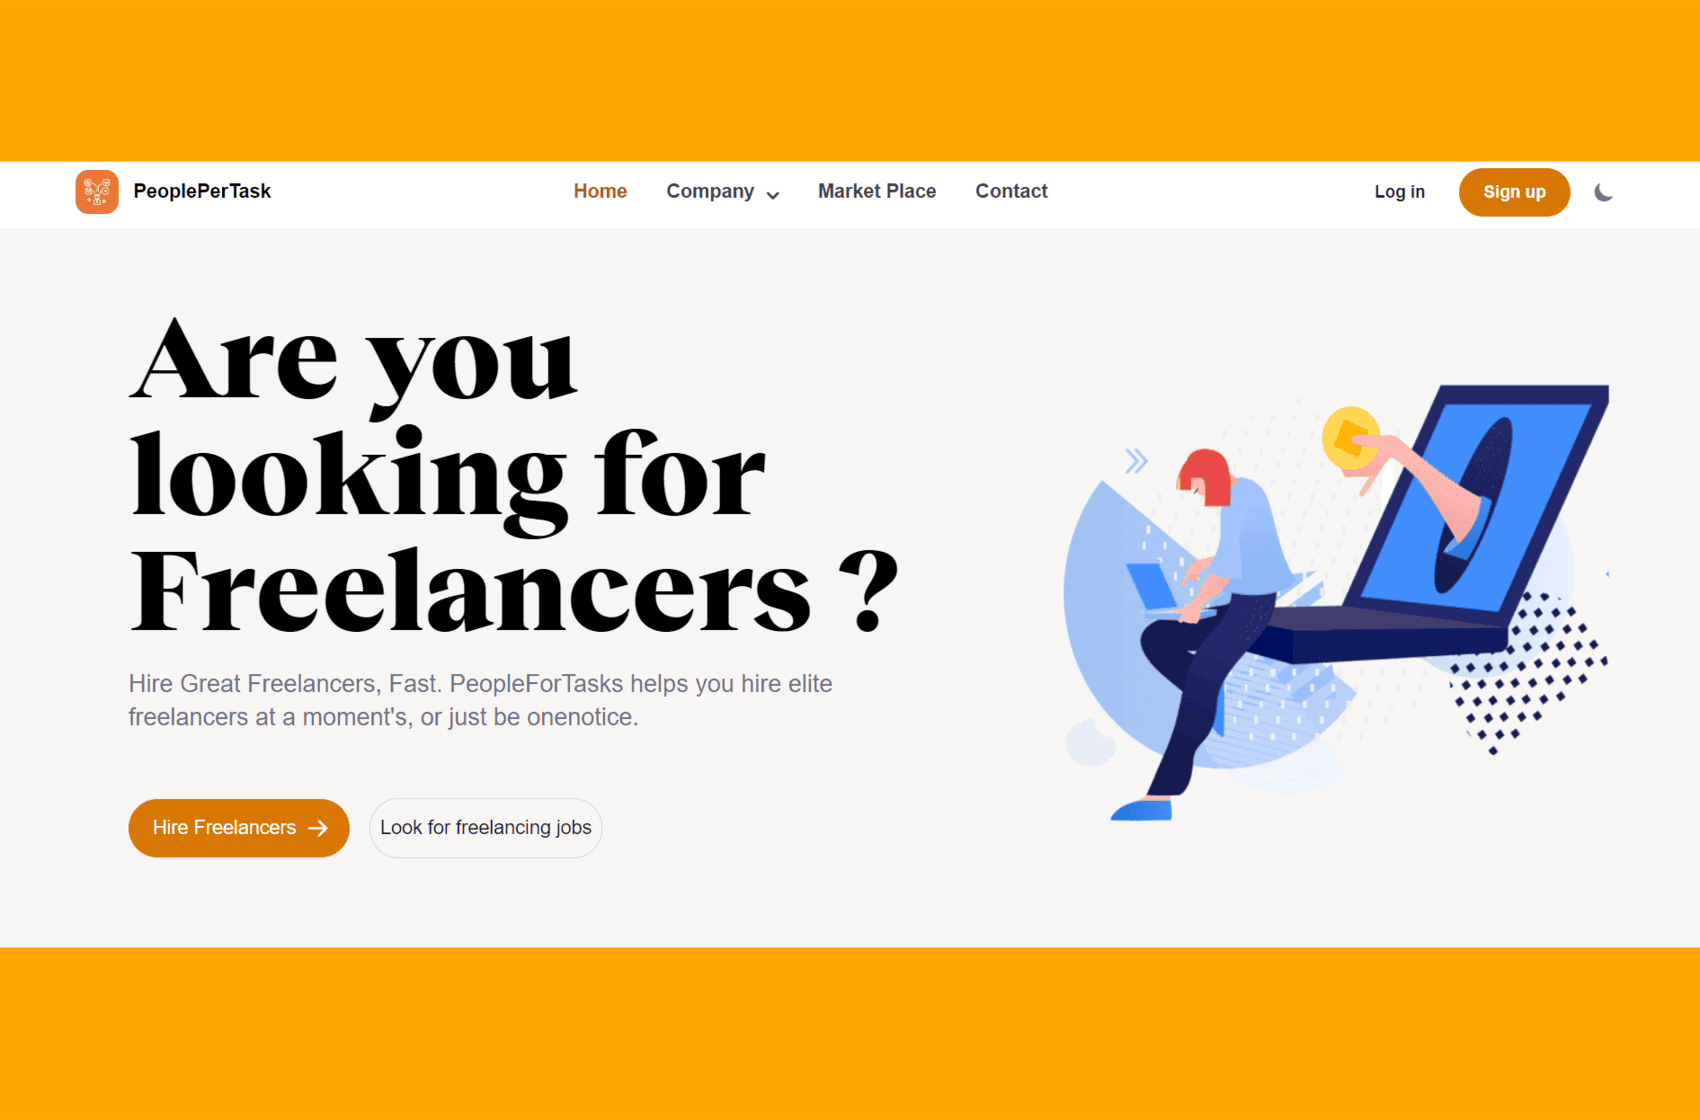 PeoplePerTask
Home
Company
Market Place
Contact
Log in
Sign up
Are you
looking for
Freelancers ?
Hire Great Freelancers, Fast. PeopleForTasks helps you hire elite
freelancers at a moment's, or just be onenotice.
Hire Freelancers
Look for freelancing jobs